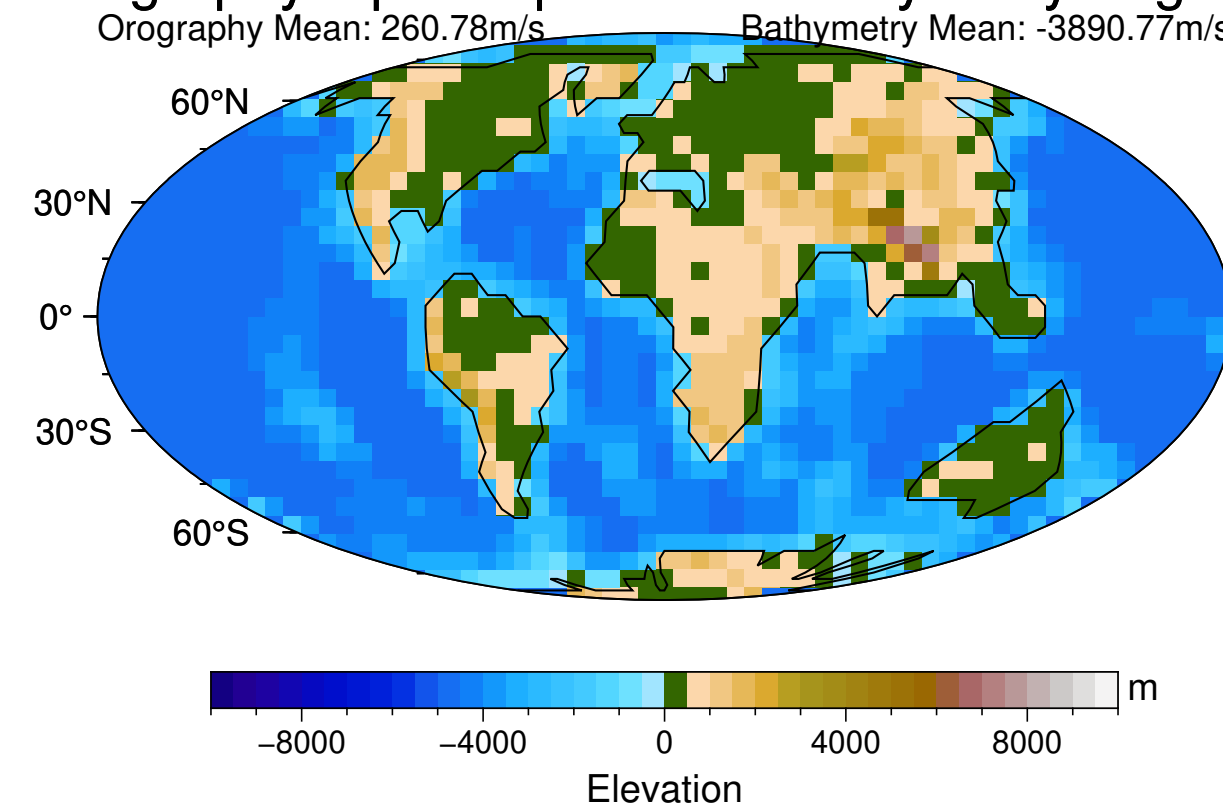 Orography Mean: 260.78m/s Bathymetry Mean: -3890.77m/s
60°N
30°N
0°
30°S
60°S
m
−8000 −4000 0 4000 8000
Elevation